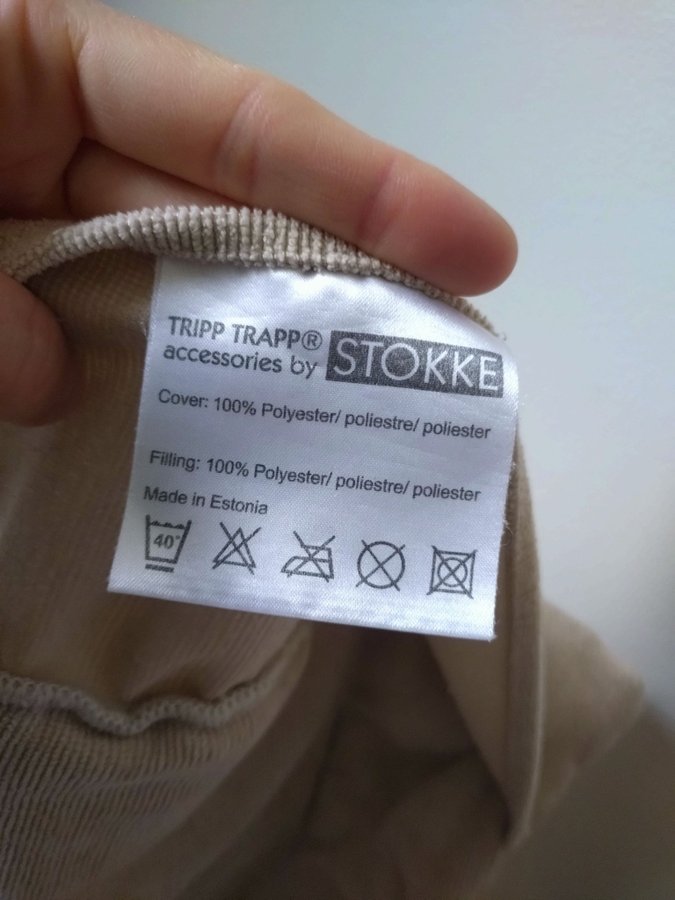 TRIPP TRAPP®
accessories by STOKKE
Cover: 100% Polyester/ poliestre/ poliester
Filling: 100% Polyester/ poliestre/ poliester
Made in Estonia
40°